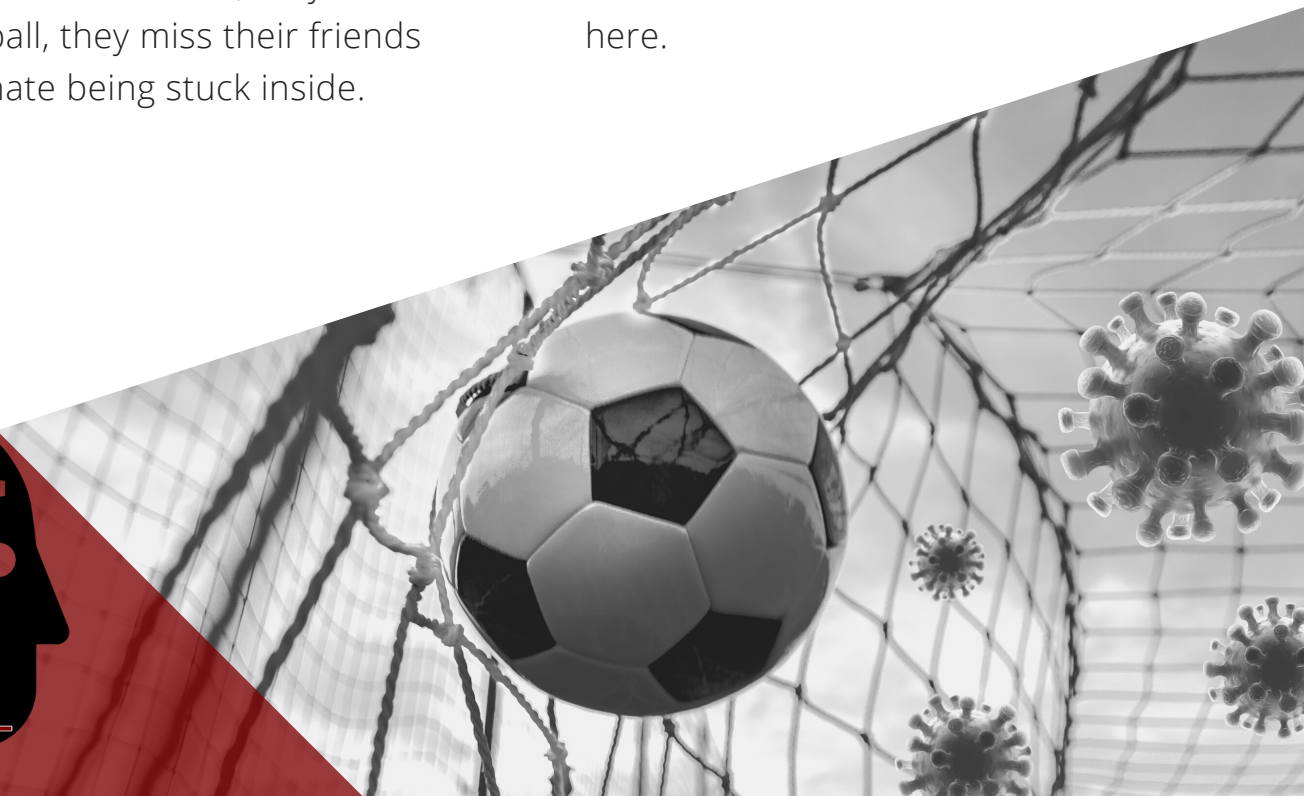 ball, they miss their friends
hate being stuck inside.
here.